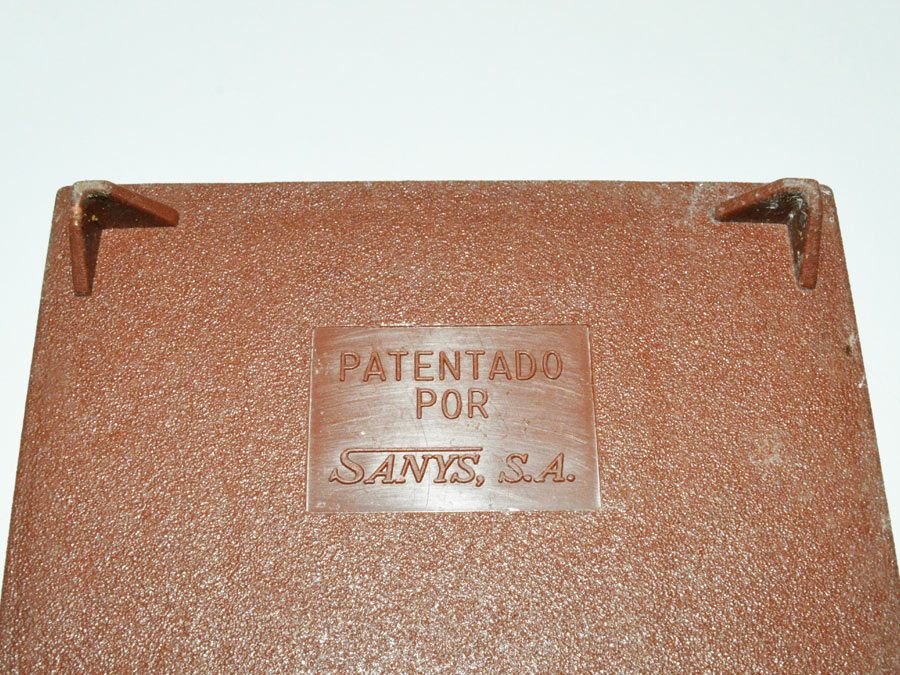 PATENTADO
POR
SANYS, S.A.